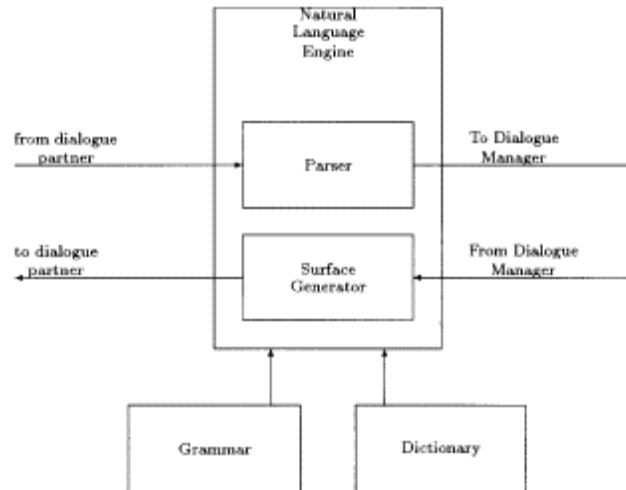 Natural
Language
Engine
from dialogue
partner
Parser
To Dialogue
Manager
to dialogue
partner
Surface
Generator
From Dialogue
Manager
Grammar
Dictionary